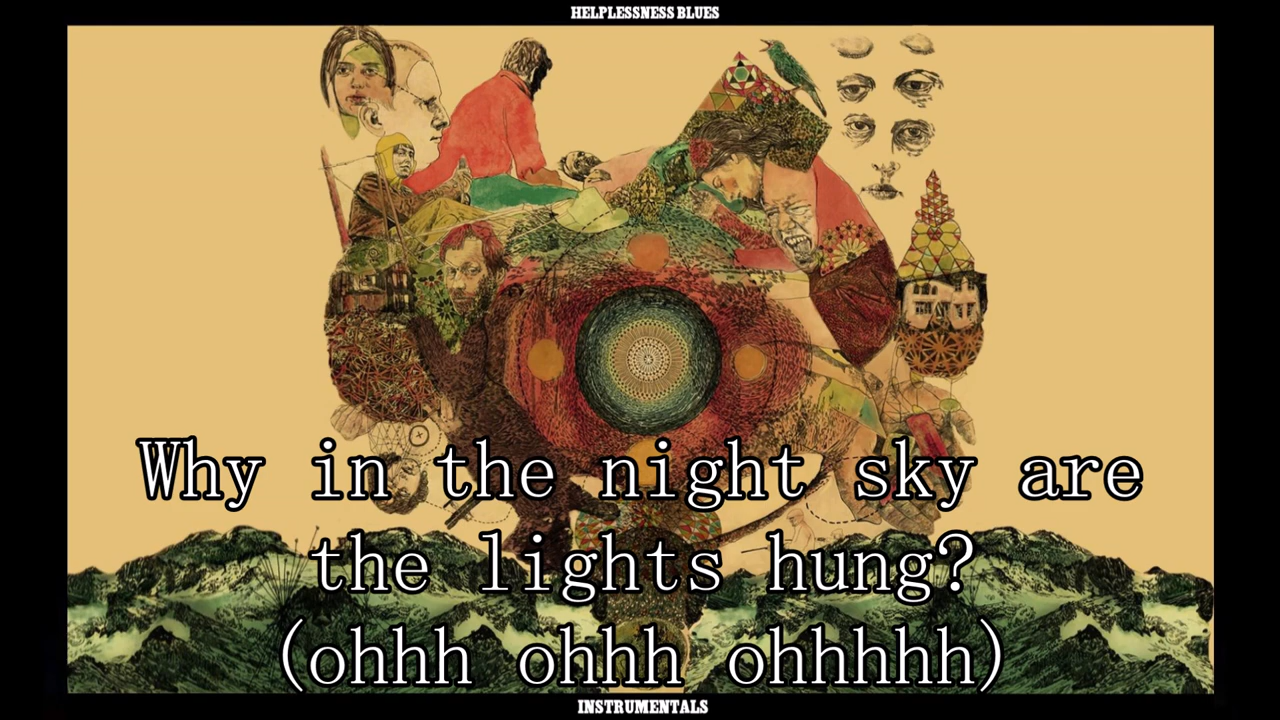 HELPLESSNESS BLUES
Why in the night sky are
the lights hung?
(ohhh ohhh ohhhhh)
INSTRUMENTALS